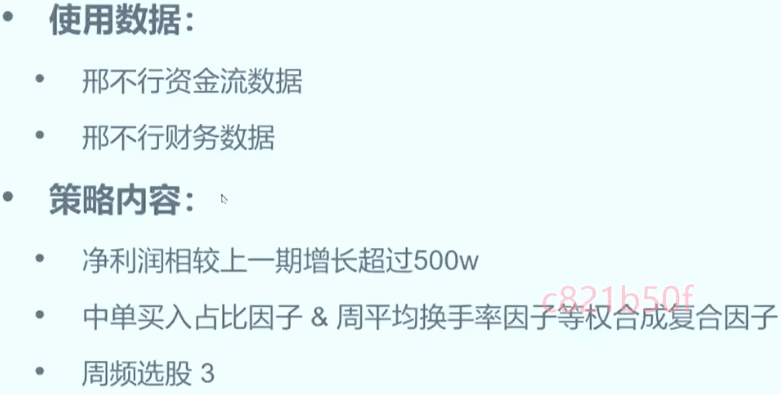 • 使用数据：
• 邢不行资金流数据
• 邢不行财务数据
• 策略内容：
• 净利润相较上一期增长超过500w
c821b50f
• 中单买入占比因子 & 周平均换手率因子等权合成复合因子
• 周频选股 3